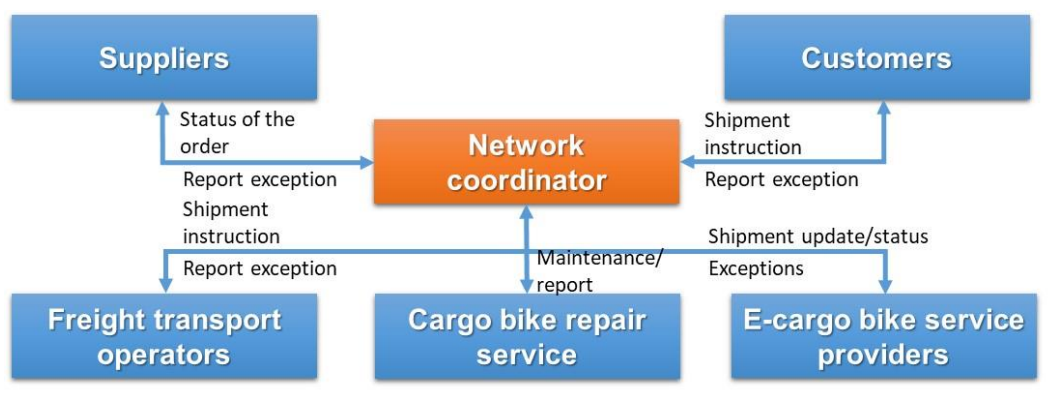 Suppliers
Customers
Status of the
order
Report exception
Network
coordinator
Shipment
instruction
Report exception
Shipment
instruction
Report exception
Maintenance/
report
Shipment update/status
Exceptions
Freight transport
operators
Cargo bike repair
service
E-cargo bike service
providers